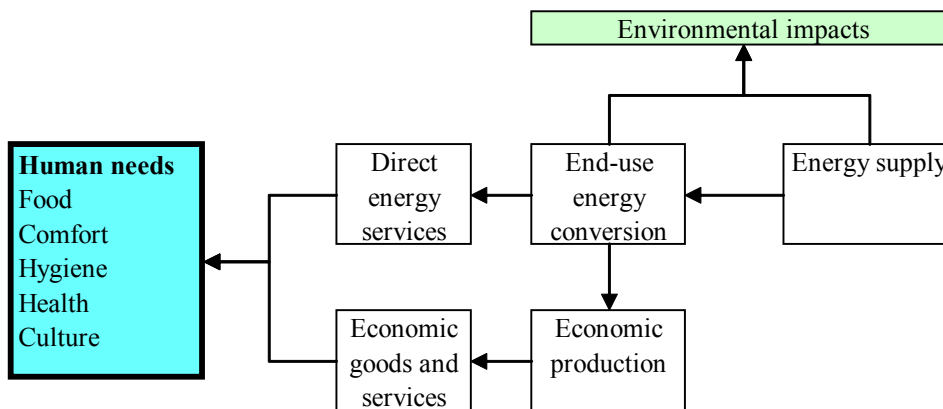 Environmental impacts
Human needs
Food
Comfort
Hygiene
Health
Culture
Direct
energy
services
End-use
energy
conversion
Energy supply
Economic
goods and
services
Economic
production